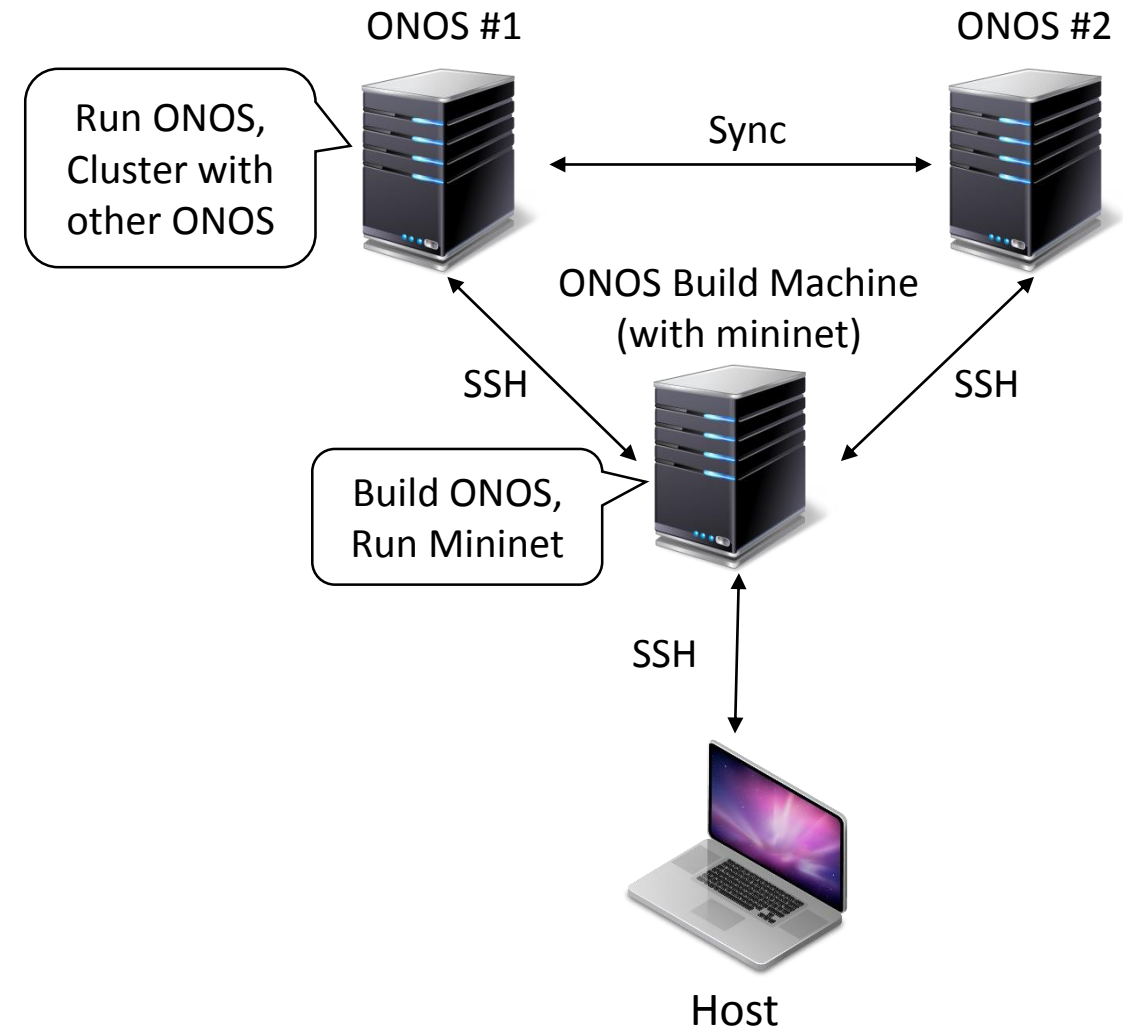 ONOS #1
ONOS #2
Run ONOS,
Cluster with
other ONOS
Sync
ONOS Build Machine
(with mininet)
SSH
SSH
Build ONOS,
Run Mininet
SSH
Host